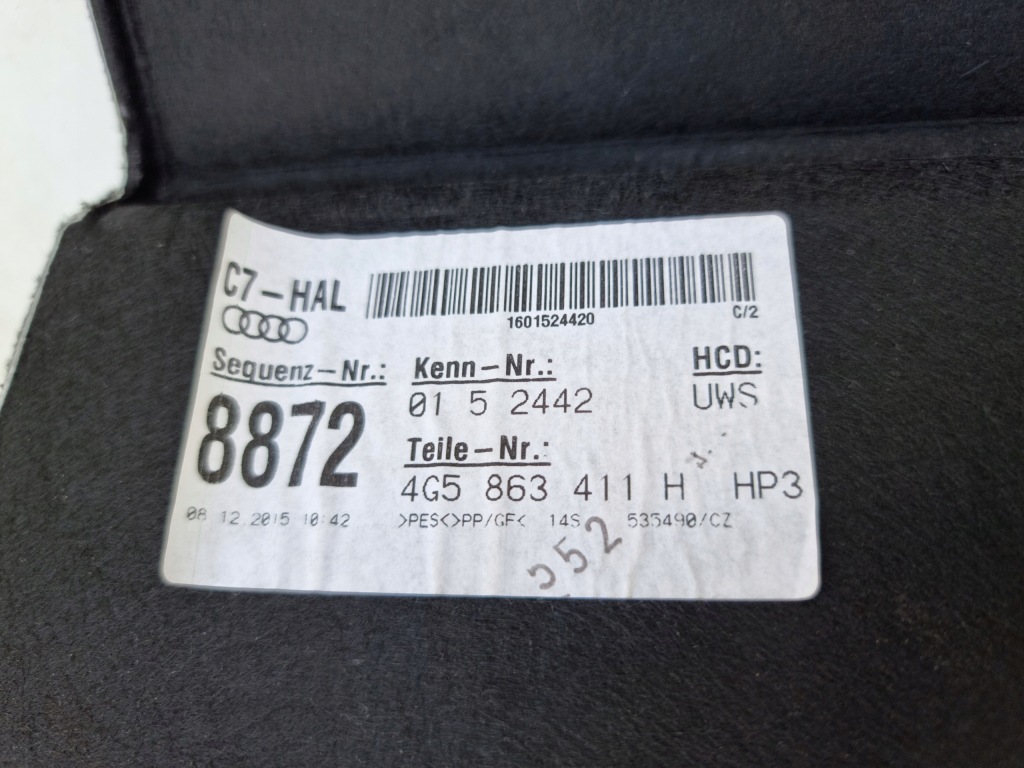 C7-HAL
1601524420
C/2
Sequenz-Nr.: Kenn-Nr.: HCD:
8872 01 5 2442 UWS
Teile-Nr.:
4G5 863 411 H HP3
08.12.2015 10:42 >PES<>PP/GF< 14S 535490/CZ
252